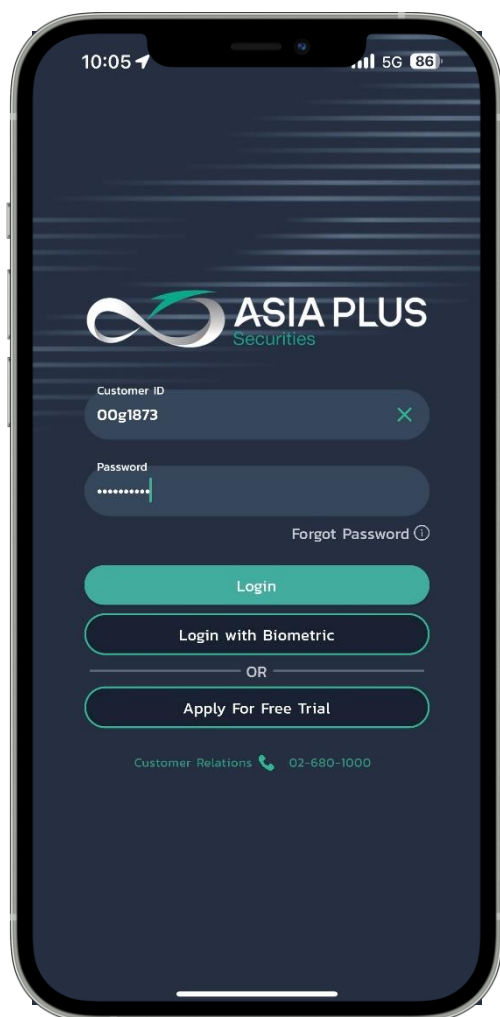 10:05
5G 86
ASIA PLUS
Securities
Customer ID
00g1873
Password
••••••••••
Forgot Password
Login
Login with Biometric
OR
Apply For Free Trial
Customer Relations 02-680-1000